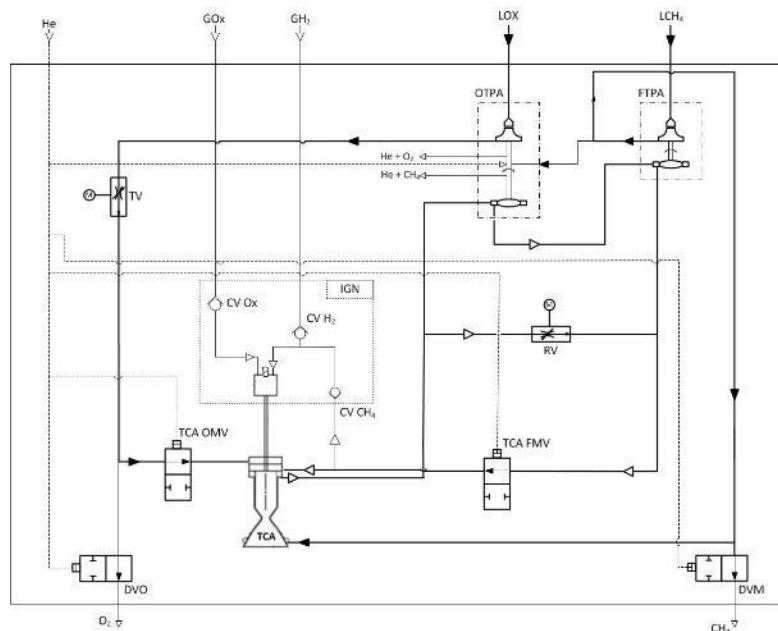 He
GOx
GH₂
LOX
LCH₄
OTPA
FTPA
He + O₂
He + CH₄
M
TV
IGN
CV Ox
CV H₂
M
RV
CV CH₄
TCA OMV
TCA FMV
TCA
DVO
DVM
O₂